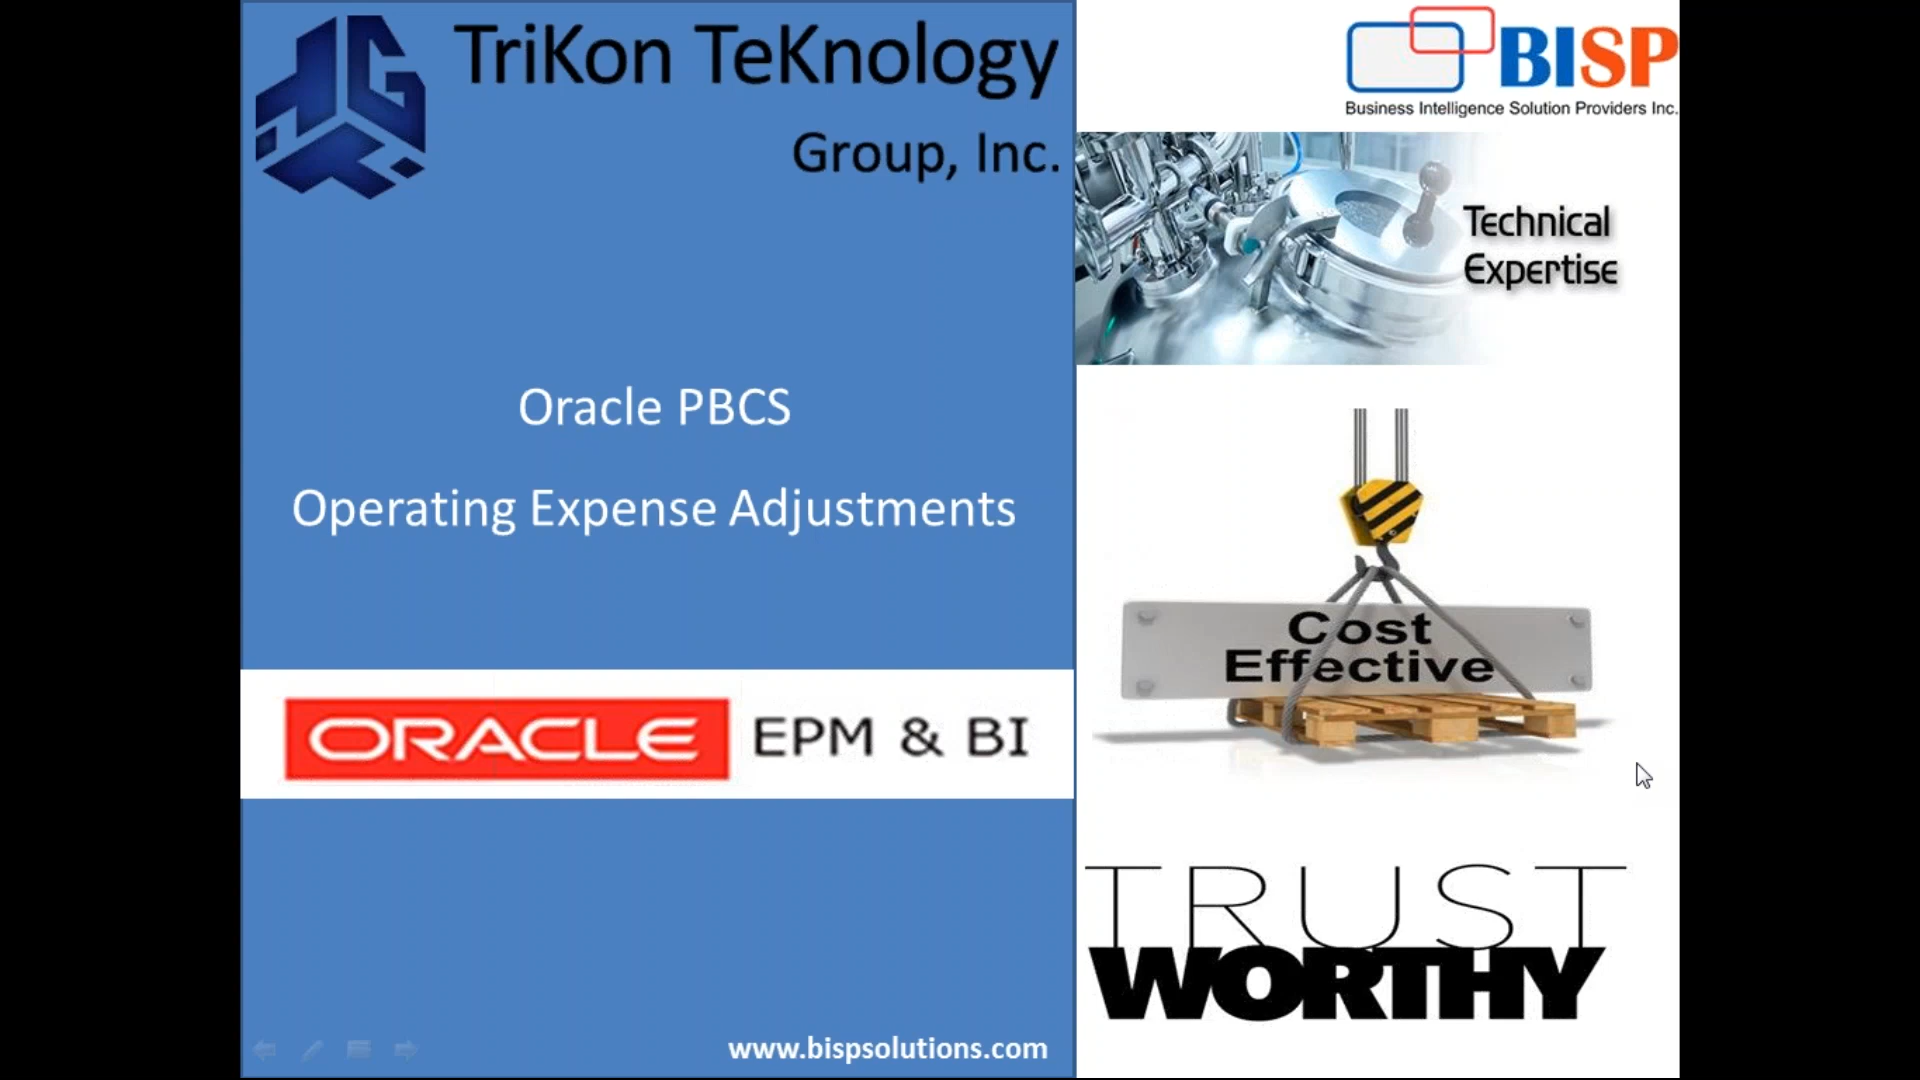 TriKon TeKnology
Group, Inc.
Oracle PBCS
Operating Expense Adjustments
ORACLE EPM & BI
www.bispsolutions.com
BISP
Business Intelligence Solution Providers Inc.
Technical
Expertise
Cost
Effective
TRUST
WORTHY